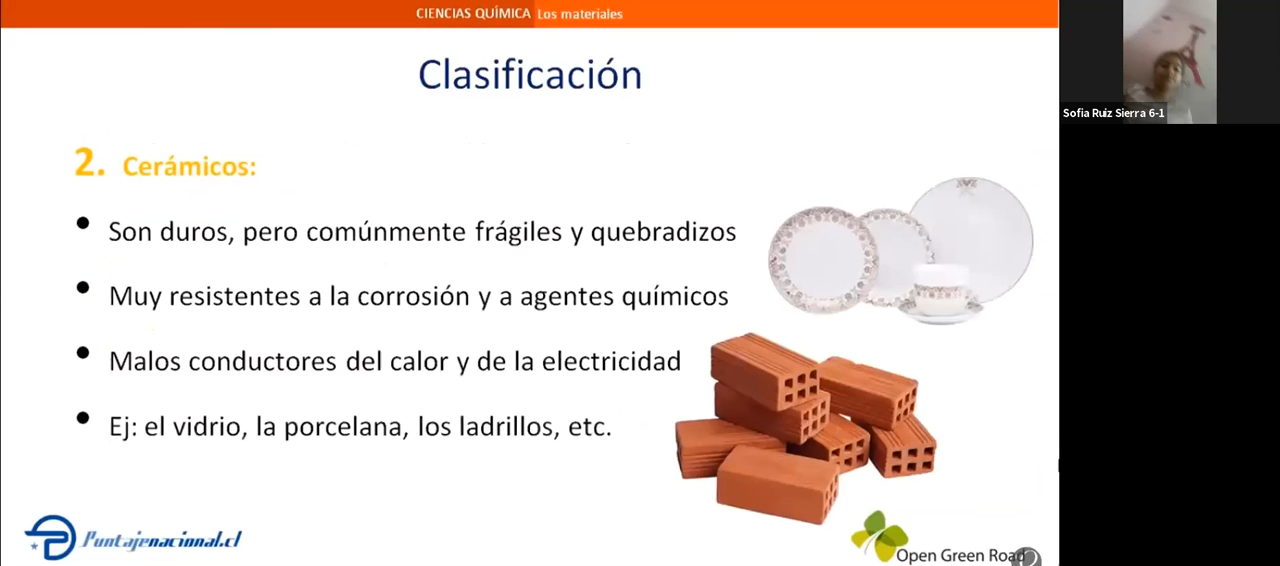 CIENCIAS QUÍMICA Los materiales
Clasificación
2. Cerámicos:
• Son duros, pero comúnmente frágiles y quebradizos
• Muy resistentes a la corrosión y a agentes químicos
• Malos conductores del calor y de la electricidad
• Ej: el vidrio, la porcelana, los ladrillos, etc.
Puntajenacional.cl
Open Green Road
Sofia Ruiz Sierra 6-1